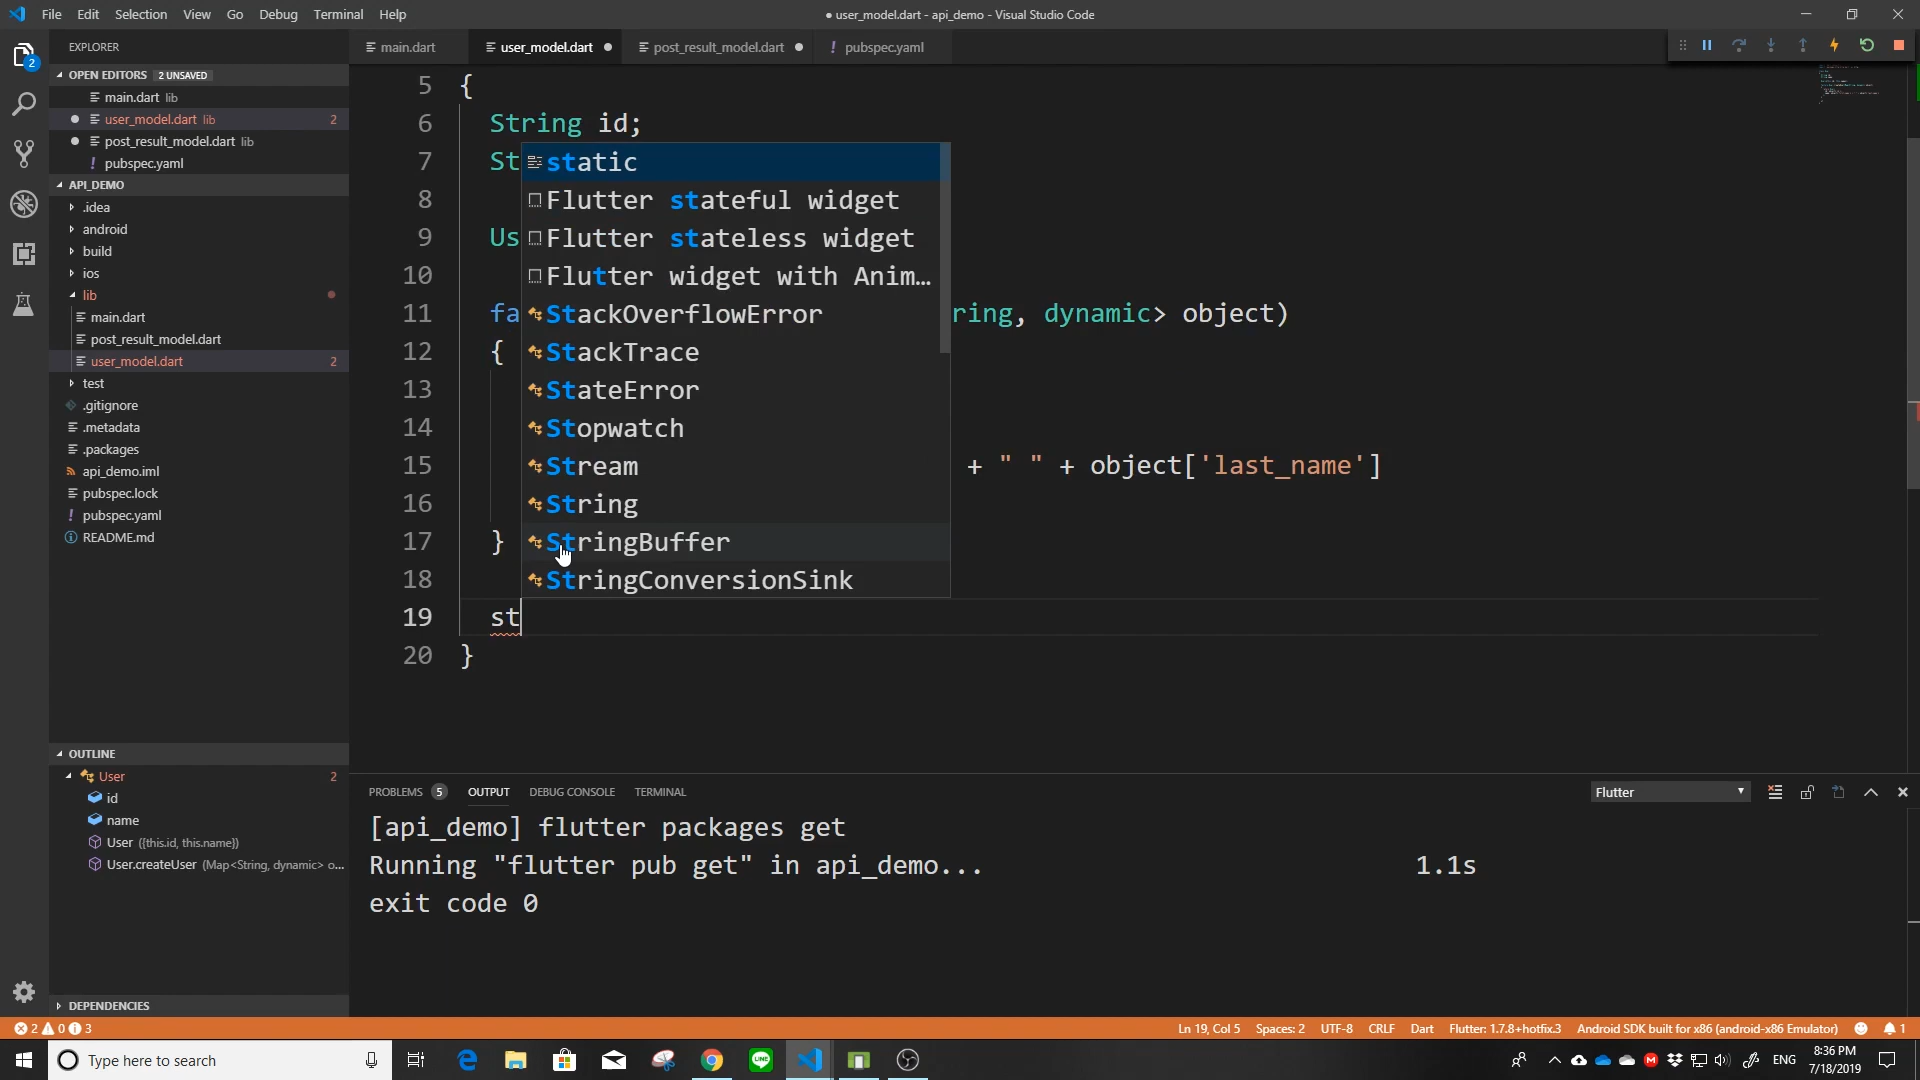 File Edit Selection View Go Debug Terminal Help
● user_model.dart - api_demo - Visual Studio Code
EXPLORER
OPEN EDITORS 2 UNSAVED
main.dart lib
user_model.dart lib 2
post_result_model.dart lib
pubspec.yaml
API_DEMO
.idea
android
build
ios
lib
main.dart
post_result_model.dart
user_model.dart 2
test
.gitignore
.metadata
.packages
api_demo.iml
pubspec.lock
pubspec.yaml
README.md
OUTLINE
User 2
id
name
User ({this.id, this.name})
User.createUser (Map<String, dynamic> o...
DEPENDENCIES
main.dart user_model.dart post_result_model.dart pubspec.yaml
5 {
6 String id;
7 St
8
9 Us
10
11 fa ring, dynamic> object)
12 {
13
14
15 + " " + object['last_name']
16
17 }
18
19 st
20 }
static
Flutter stateful widget
Flutter stateless widget
Flutter widget with Anim...
StackOverflowError
StackTrace
StateError
Stopwatch
Stream
String
StringBuffer
StringConversionSink
PROBLEMS 5 OUTPUT DEBUG CONSOLE TERMINAL Flutter
[api_demo] flutter packages get
Running "flutter pub get" in api_demo... 1.1s
exit code 0
2 0 3 Ln 19, Col 5 Spaces: 2 UTF-8 CRLF Dart Flutter: 1.7.8+hotfix.3 Android SDK built for x86 (android-x86 Emulator) 1
Type here to search
ENG
8:36 PM
7/18/2019